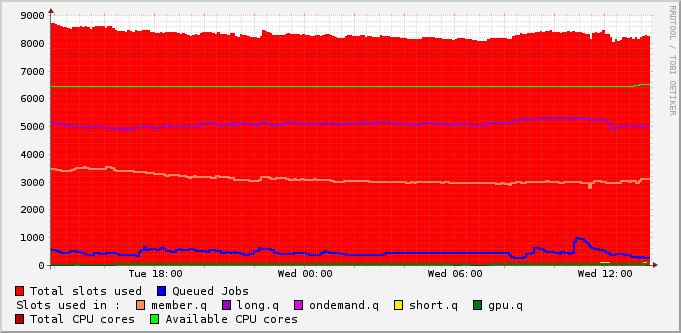 9000
8000
7000
6000
5000
4000
3000
2000
1000
0
Tue 18:00 Wed 00:00 Wed 06:00 Wed 12:00
RRDTOOL / TOBI OETIKER
Total slots used Queued Jobs
Slots used in : member.q long.q ondemand.q short.q gpu.q
Total CPU cores Available CPU cores